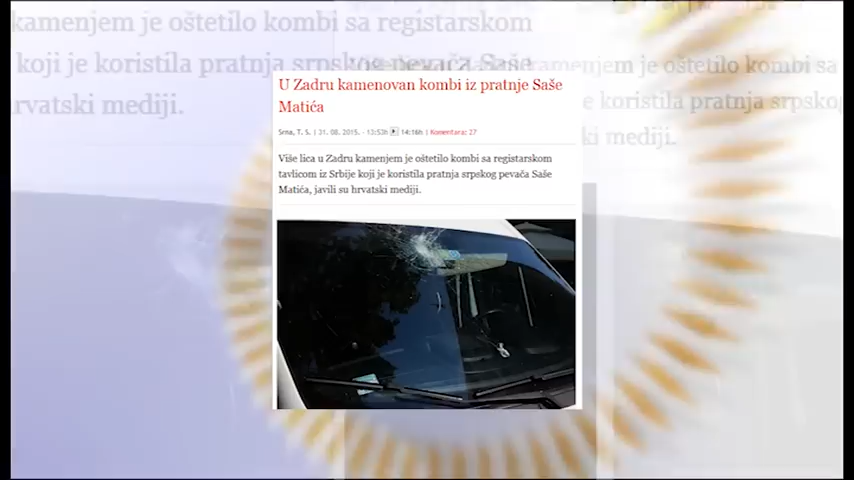 kamenjem je oštetilo kombi sa registarskom
koji je koristila pratnja srpskog pevača Saše
rvatski mediji.
kamenjem je oštetilo kombi sa
koristila pratnja srpskog
ki mediji.
U Zadru kamenovan kombi iz pratnje Saše
Matića
Srna, T. S. | 31. 08. 2015. - 13:53h 14:16h | Komentara: 27
Više lica u Zadru kamenjem je oštetilo kombi sa registarskom
tavlicom iz Srbije koji je koristila pratnja srpskog pevača Saše
Matića, javili su hrvatski mediji.